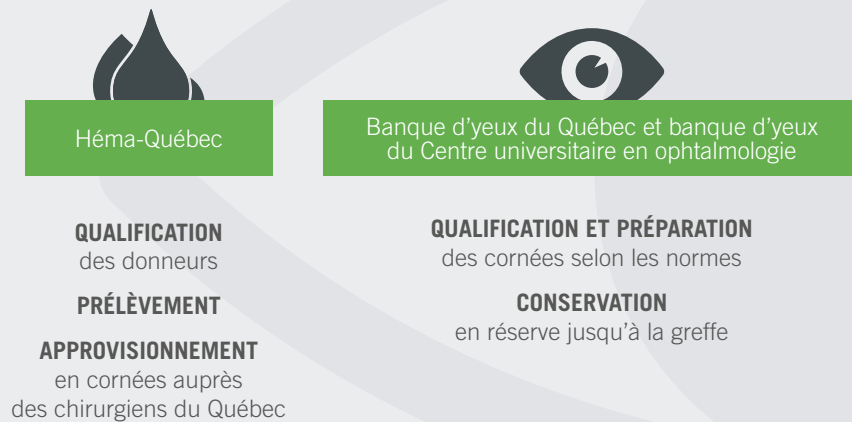 Héma-Québec
QUALIFICATION
des donneurs
PRÉLÈVEMENT
APPROVISIONNEMENT
en cornées auprès
des chirurgiens du Québec
Banque d’yeux du Québec et banque d’yeux
du Centre universitaire en ophtalmologie
QUALIFICATION ET PRÉPARATION
des cornées selon les normes
CONSERVATION
en réserve jusqu’à la greffe